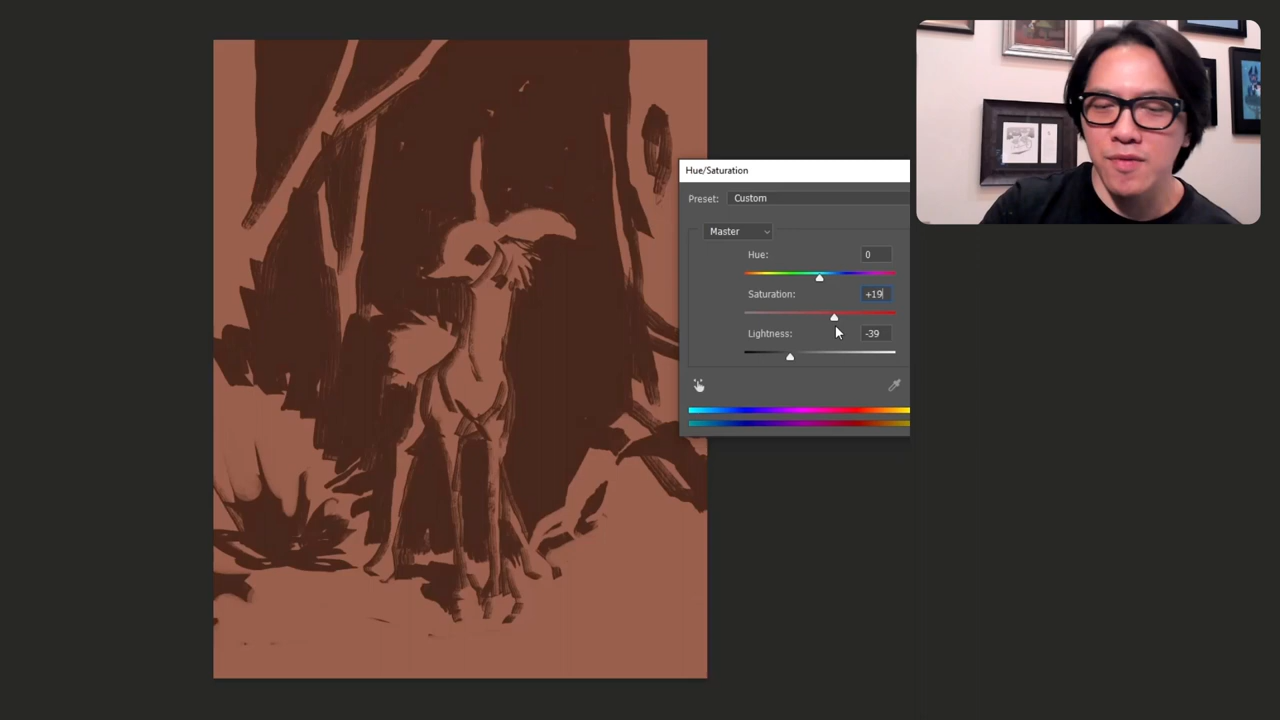 Hue/Saturation
Preset: Custom
Master
Hue: 0
Saturation: +19
Lightness: -39